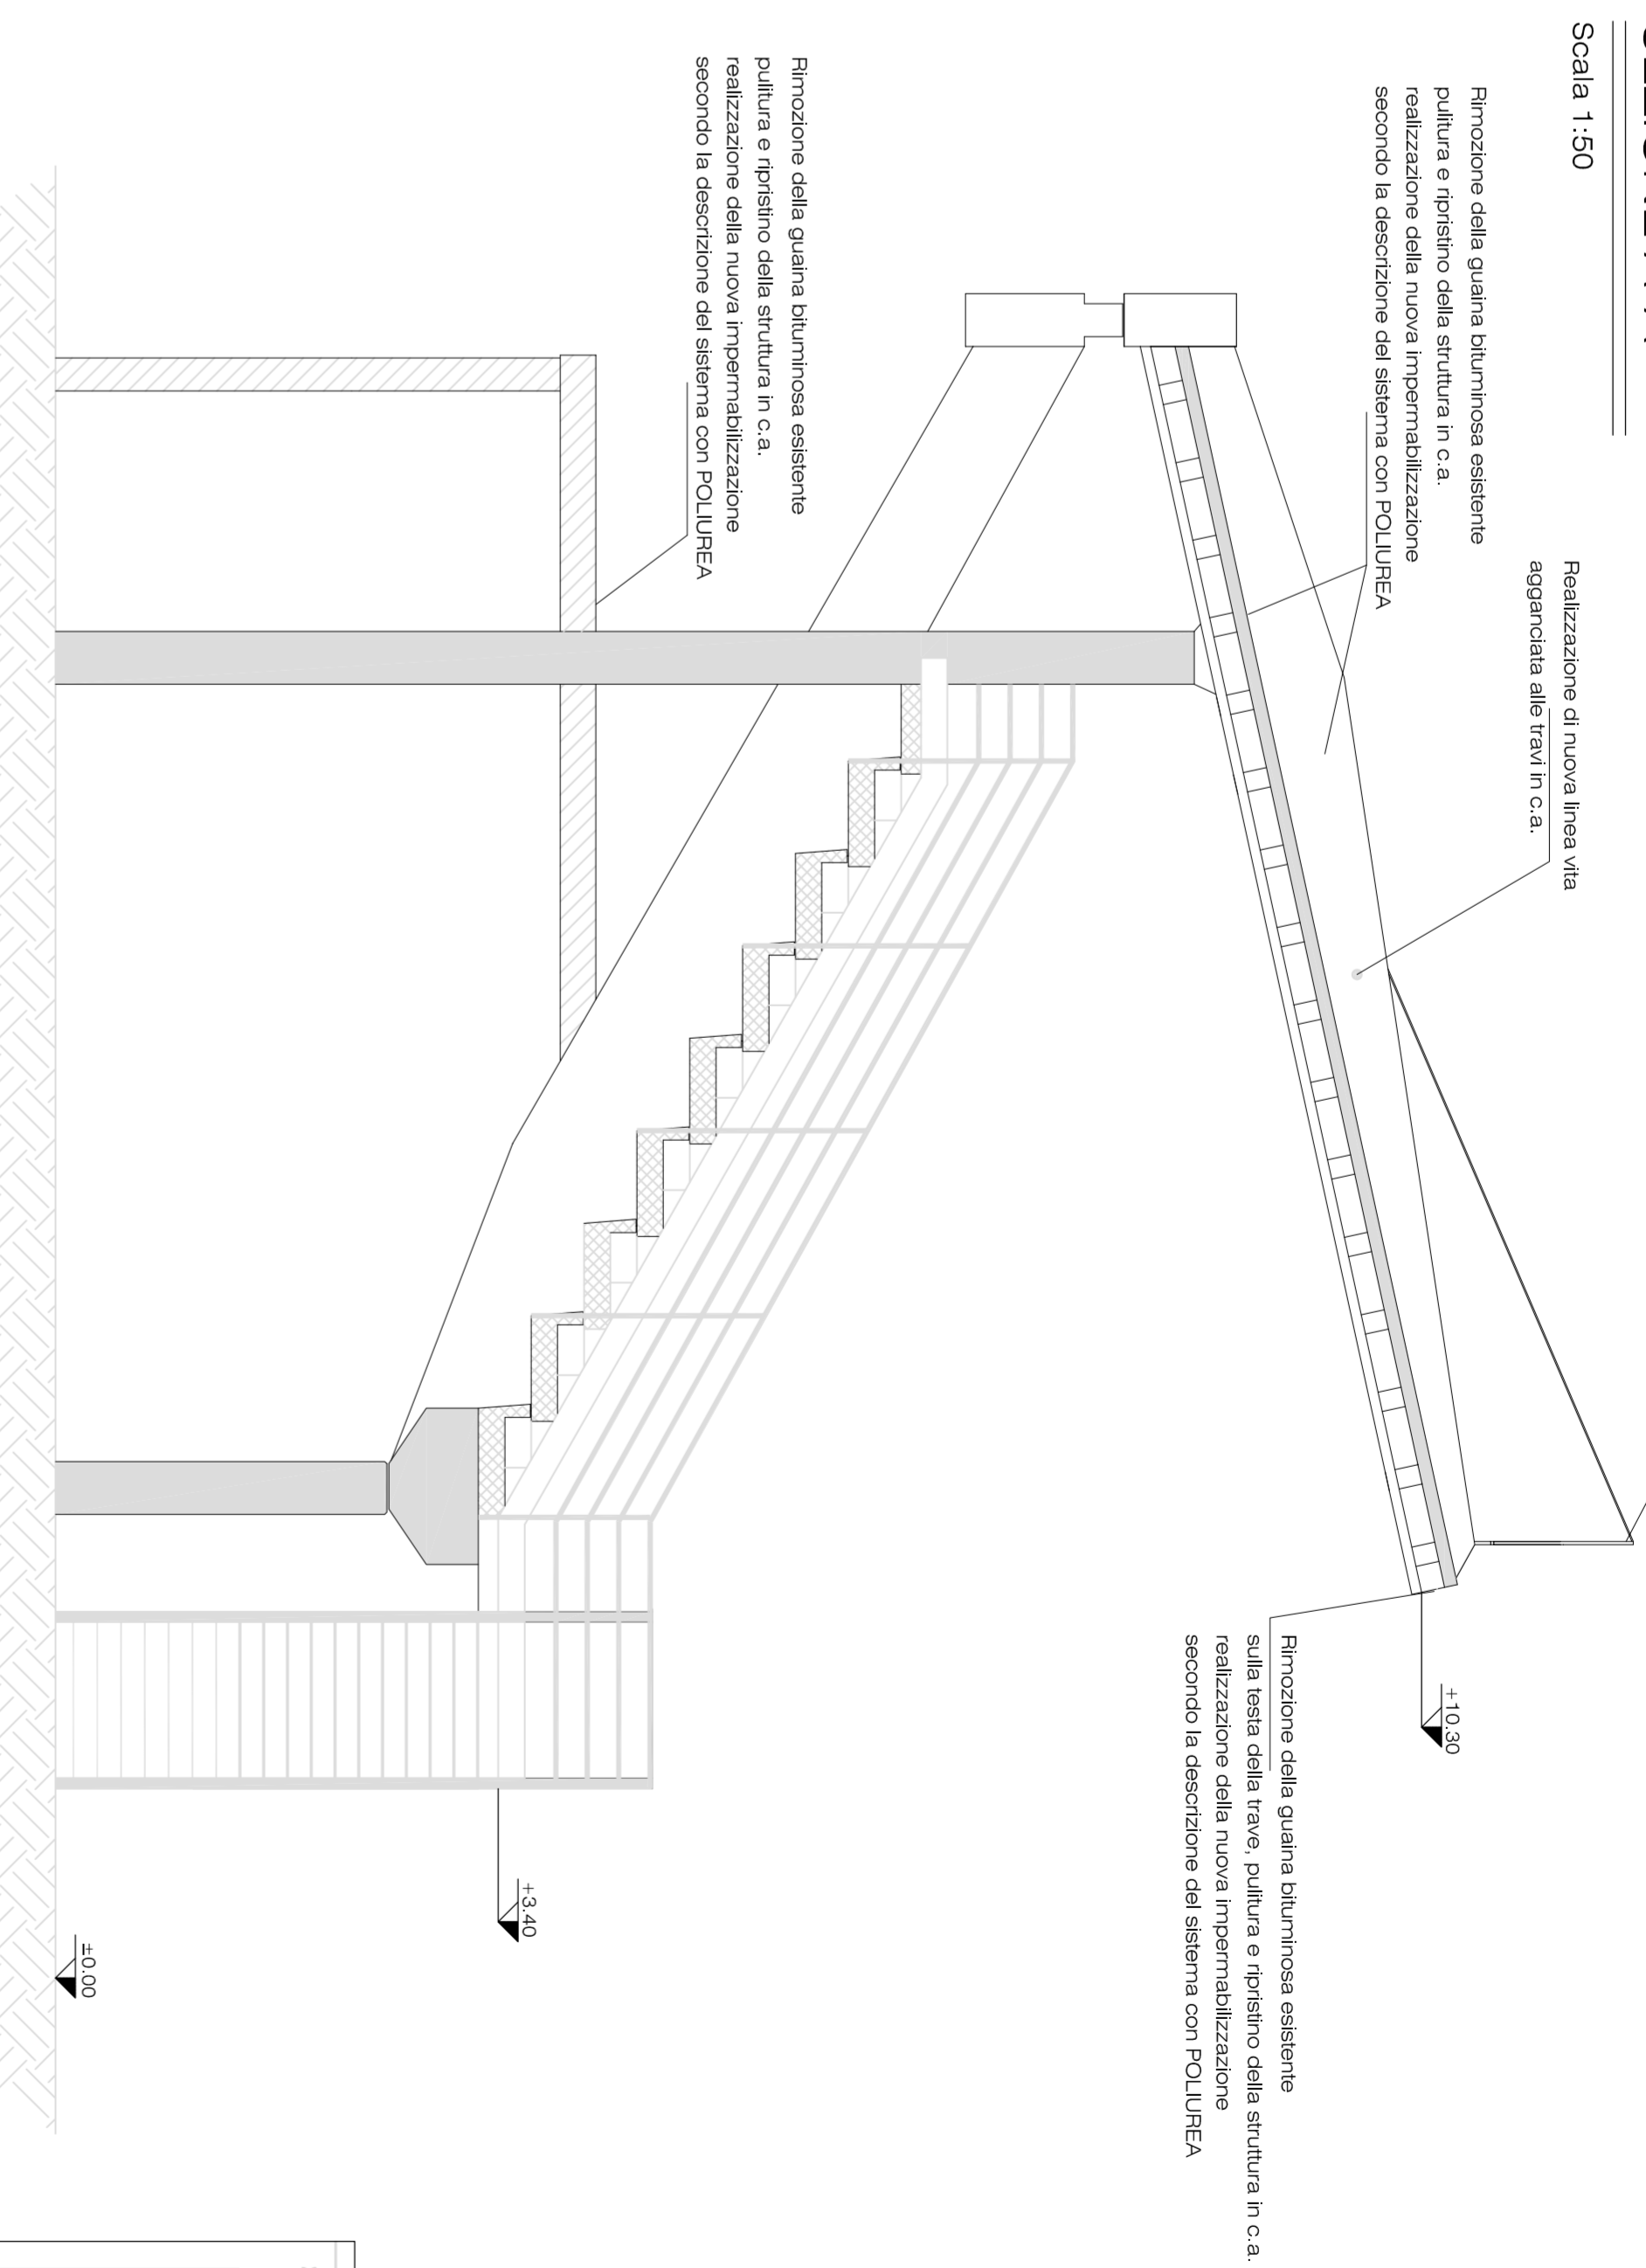 Scala 1:50
Realizzazione di nuova linea vita
agganciata alle travi in c.a.
Rimozione della guaina bituminosa esistente
pulitura e ripristino della struttura in c.a.
realizzazione della nuova impermabilizzazione
secondo la descrizione del sistema con POLIUREA
+10.30
Rimozione della guaina bituminosa esistente
sulla testa della trave, pulitura e ripristino della struttura in c.a.
realizzazione della nuova impermabilizzazione
secondo la descrizione del sistema con POLIUREA
Rimozione della guaina bituminosa esistente
pulitura e ripristino della struttura in c.a.
realizzazione della nuova impermabilizzazione
secondo la descrizione del sistema con POLIUREA
+3.40
±0.00